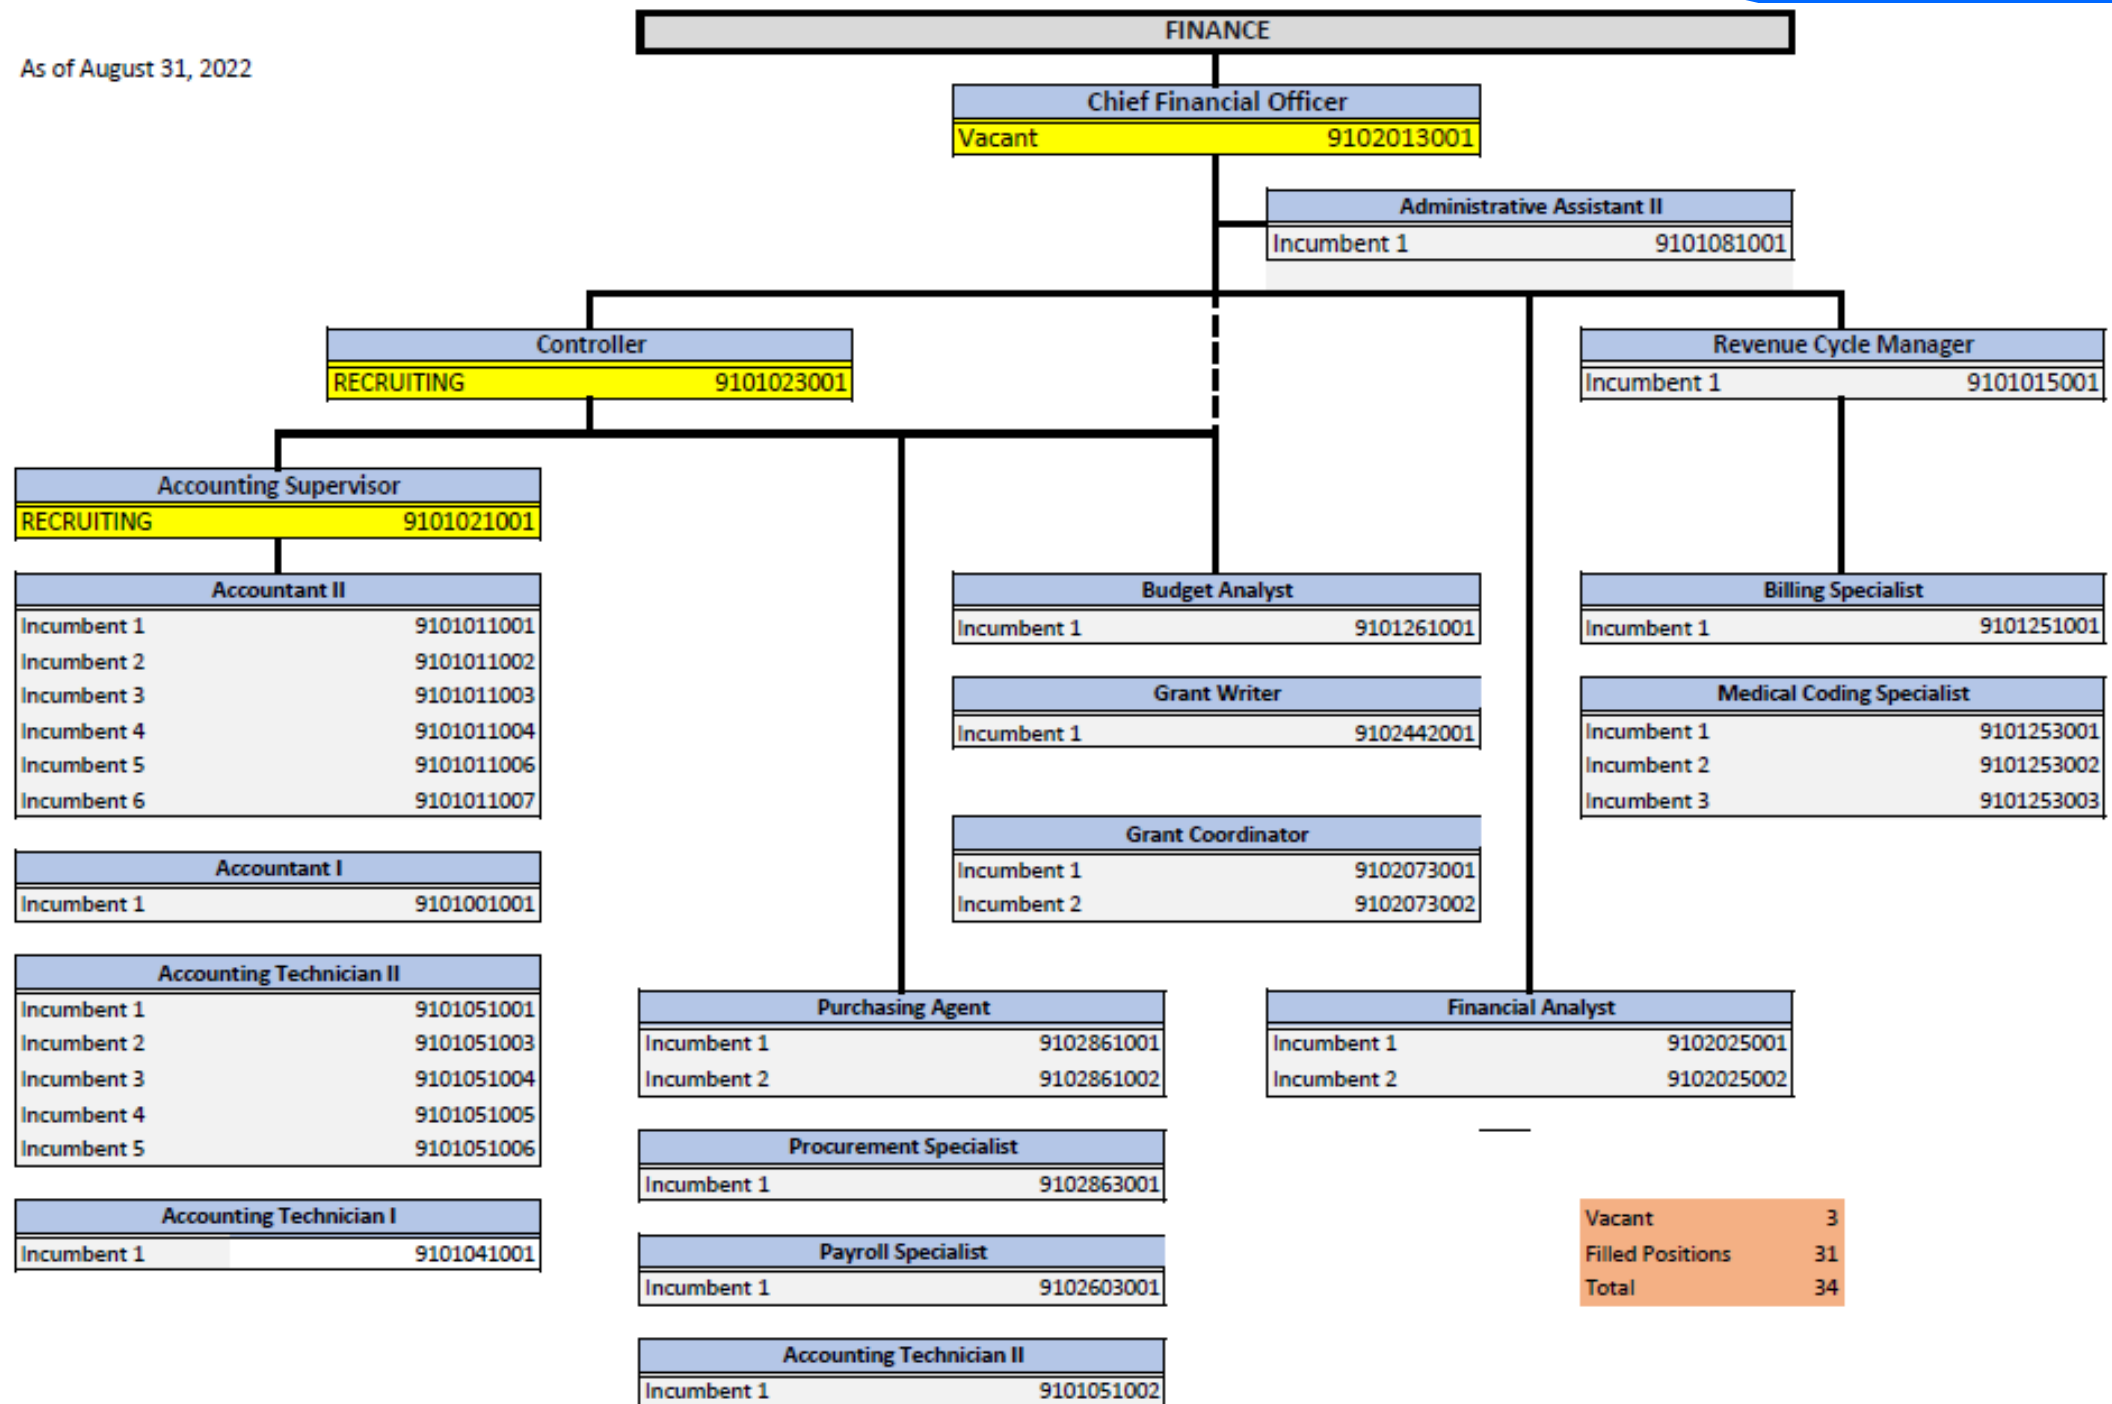 FINANCE
As of August 31, 2022
Chief Financial Officer
Vacant 9102013001
Administrative Assistant II
Incumbent 1 9101081001
Controller
RECRUITING 9101023001
Revenue Cycle Manager
Incumbent 1 9101015001
Accounting Supervisor
RECRUITING 9101021001
Accountant II
Incumbent 1 9101011001
Incumbent 2 9101011002
Incumbent 3 9101011003
Incumbent 4 9101011004
Incumbent 5 9101011006
Incumbent 6 9101011007
Accountant I
Incumbent 1 9101001001
Accounting Technician II
Incumbent 1 9101051001
Incumbent 2 9101051003
Incumbent 3 9101051004
Incumbent 4 9101051005
Incumbent 5 9101051006
Accounting Technician I
Incumbent 1 9101041001
Purchasing Agent
Incumbent 1 9102861001
Incumbent 2 9102861002
Procurement Specialist
Incumbent 1 9102863001
Payroll Specialist
Incumbent 1 9102603001
Accounting Technician II
Incumbent 1 9101051002
Budget Analyst
Incumbent 1 9101261001
Grant Writer
Incumbent 1 9102442001
Grant Coordinator
Incumbent 1 9102073001
Incumbent 2 9102073002
Financial Analyst
Incumbent 1 9102025001
Incumbent 2 9102025002
Billing Specialist
Incumbent 1 9101251001
Medical Coding Specialist
Incumbent 1 9101253001
Incumbent 2 9101253002
Incumbent 3 9101253003
Vacant 3
Filled Positions 31
Total 34